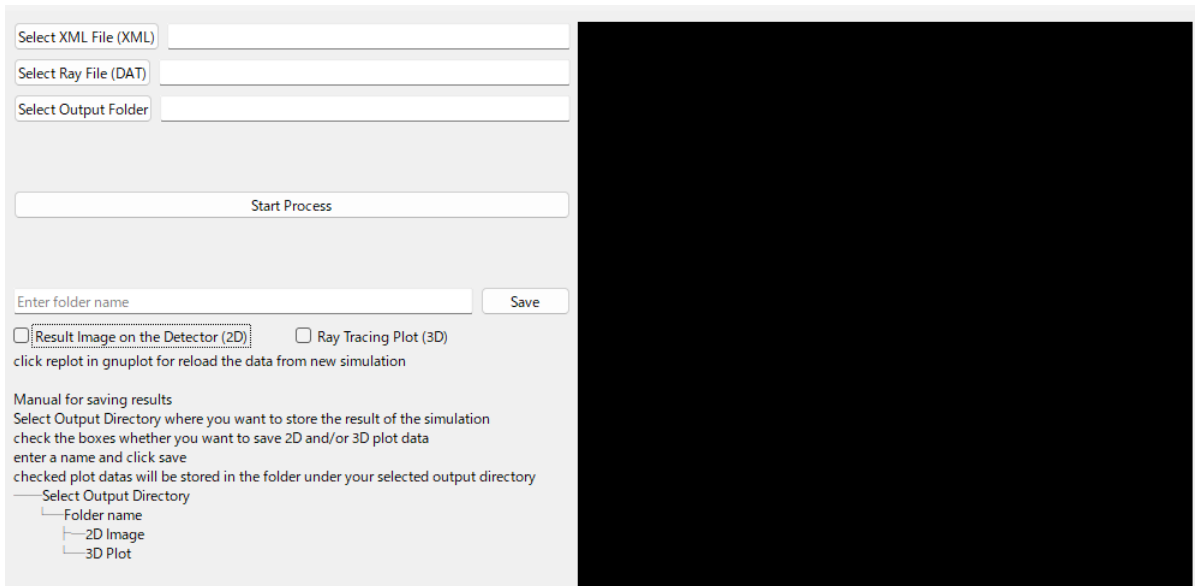 Select XML File (XML)
Select Ray File (DAT)
Select Output Folder
Start Process
Enter folder name
Save
Result Image on the Detector (2D)
Ray Tracing Plot (3D)
click replot in gnuplot for reload the data from new simulation
Manual for saving results
Select Output Directory where you want to store the result of the simulation
check the boxes whether you want to save 2D and/or 3D plot data
enter a name and click save
checked plot datas will be stored in the folder under your selected output directory
Select Output Directory
Folder name
2D Image
3D Plot